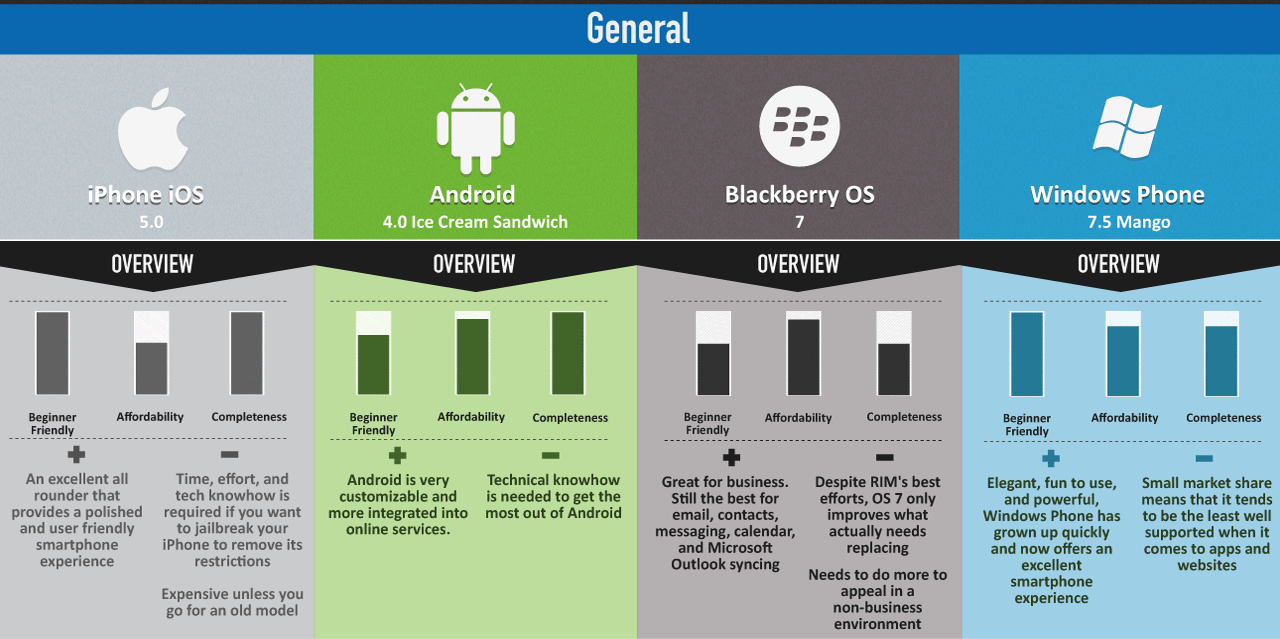 General
iPhone iOS
5.0
Android
4.0 Ice Cream Sandwich
Blackberry OS
7
Windows Phone
7.5 Mango
OVERVIEW
Beginner
Friendly
Affordability
Completeness
An excellent all
rounder that
provides a polished
and user friendly
smartphone
experience
Time, effort, and
tech knowhow is
required if you want
to jailbreak your
iPhone to remove its
restrictions
Expensive unless you
go for an old model
OVERVIEW
Beginner
Friendly
Affordability
Completeness
Android is very
customizable and
more integrated into
online services.
Technical knowhow
is needed to get the
most out of Android
OVERVIEW
Beginner
Friendly
Affordability
Completeness
Great for business.
Still the best for
email, contacts,
messaging, calendar,
and Microsoft
Outlook syncing
Despite RIM's best
efforts, OS 7 only
improves what
actually needs
replacing
Needs to do more to
appeal in a
non-business
environment
OVERVIEW
Beginner
Friendly
Affordability
Completeness
Elegant, fun to use,
and powerful,
Windows Phone has
grown up quickly
and now offers an
excellent
smartphone
experience
Small market share
means that it tends
to be the least well
supported when it
comes to apps and
websites